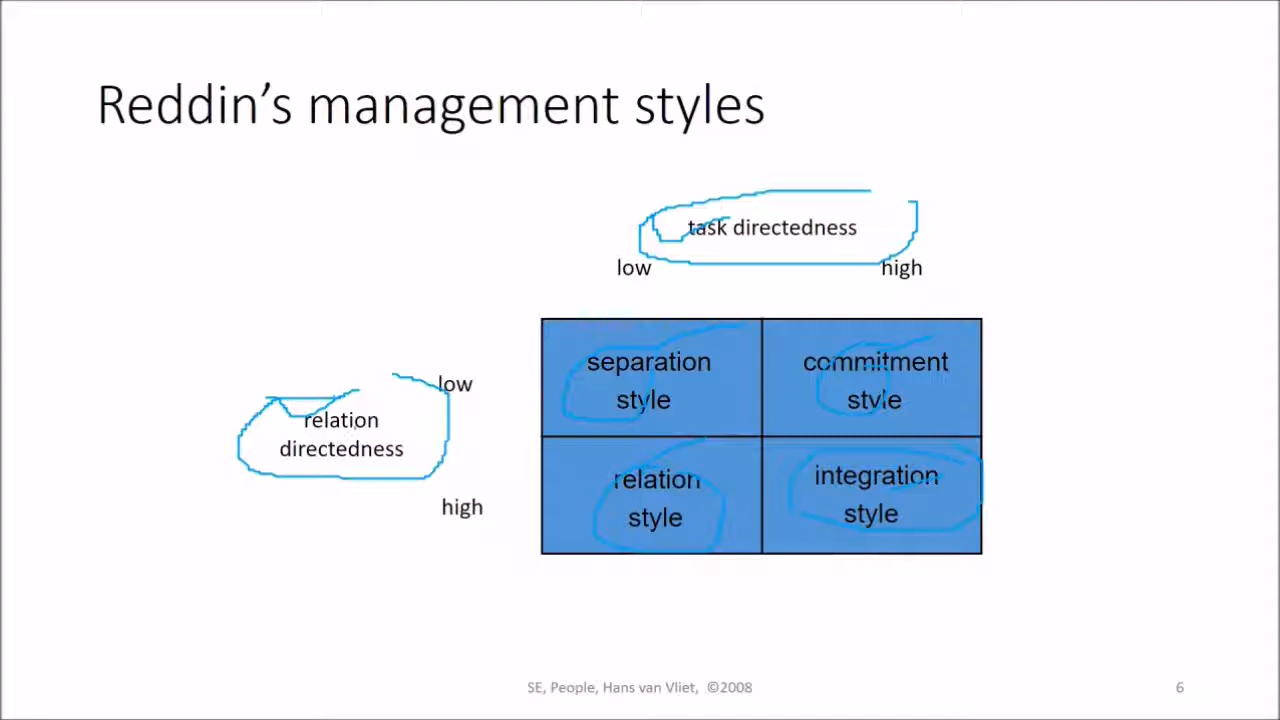 Reddin's management styles
task directedness
low high
separation style
commitment style
low
relation directedness
high
relation style
integration style
SE, People, Hans van Vliet, ©2008
6